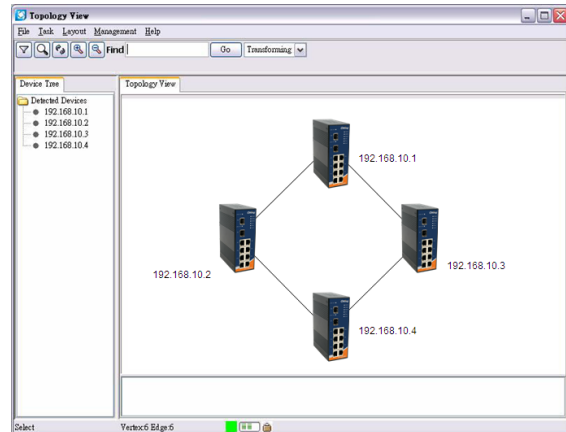 Topology View
File Task Layout Management Help
Find Go Transforming
Device Tree
Topology View
Detected Devices
192.168.10.1
192.168.10.2
192.168.10.3
192.168.10.4
192.168.10.1
192.168.10.2
192.168.10.3
192.168.10.4
Select Vertex:6 Edge:6